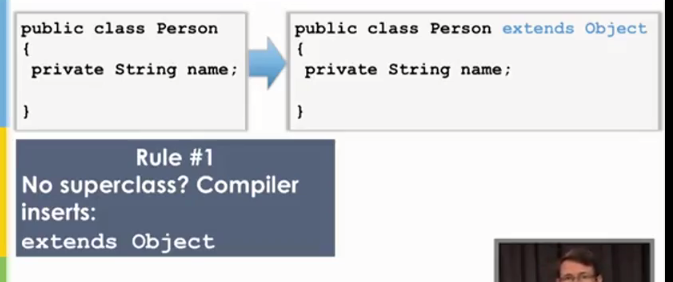 public class Person
{
private String name;
}
public class Person extends Object
{
private String name;
}
Rule #1
No superclass? Compiler
inserts:
extends Object